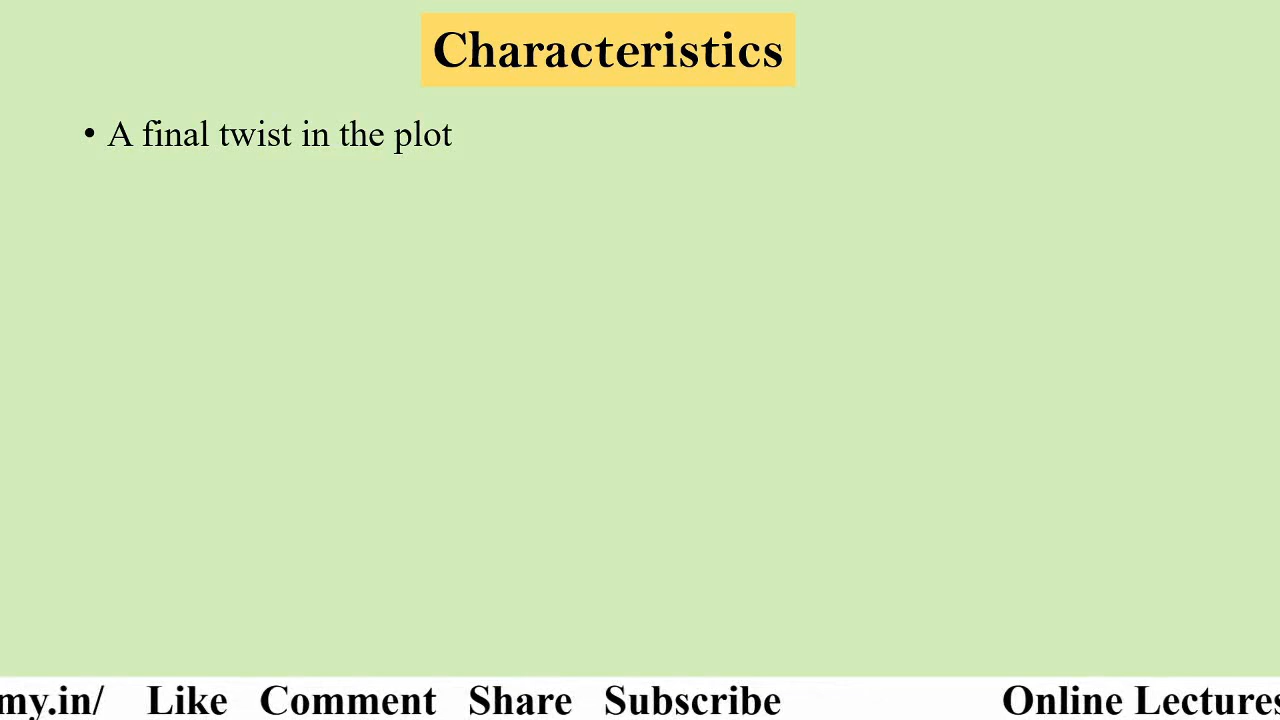 Characteristics
• A final twist in the plot
my.in/ Like Comment Share Subscribe Online Lectures